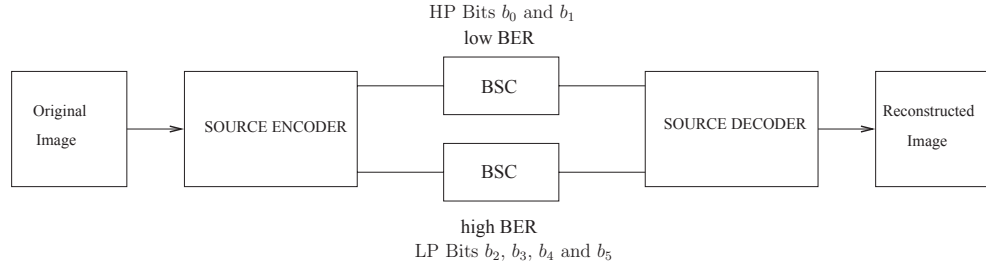 HP Bits b₀ and b₁
low BER
BSC
Original
Image
SOURCE ENCODER
SOURCE DECODER
Reconstructed
Image
BSC
high BER
LP Bits b₂, b₃, b₄ and b₅